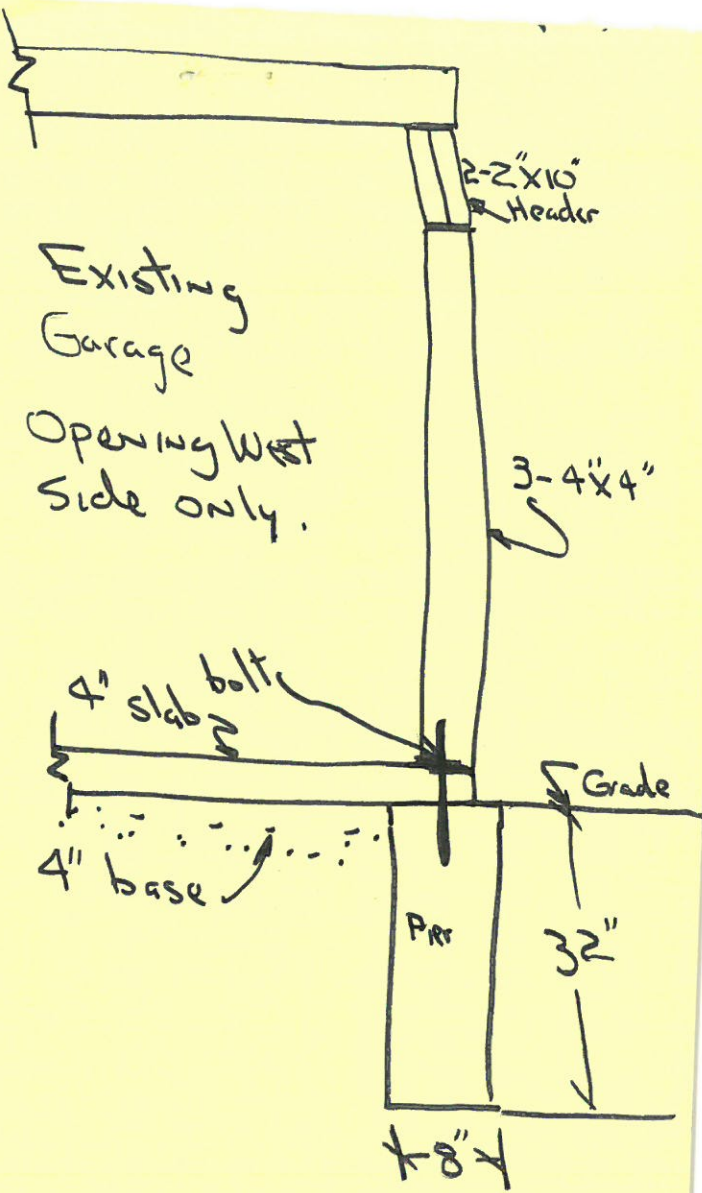 2-2"X10"
Header
Existing
Garage
Opening West
Side only.
3-4"x4"
bolt
4" slab
Grade
4" base
Pier
32"
8"